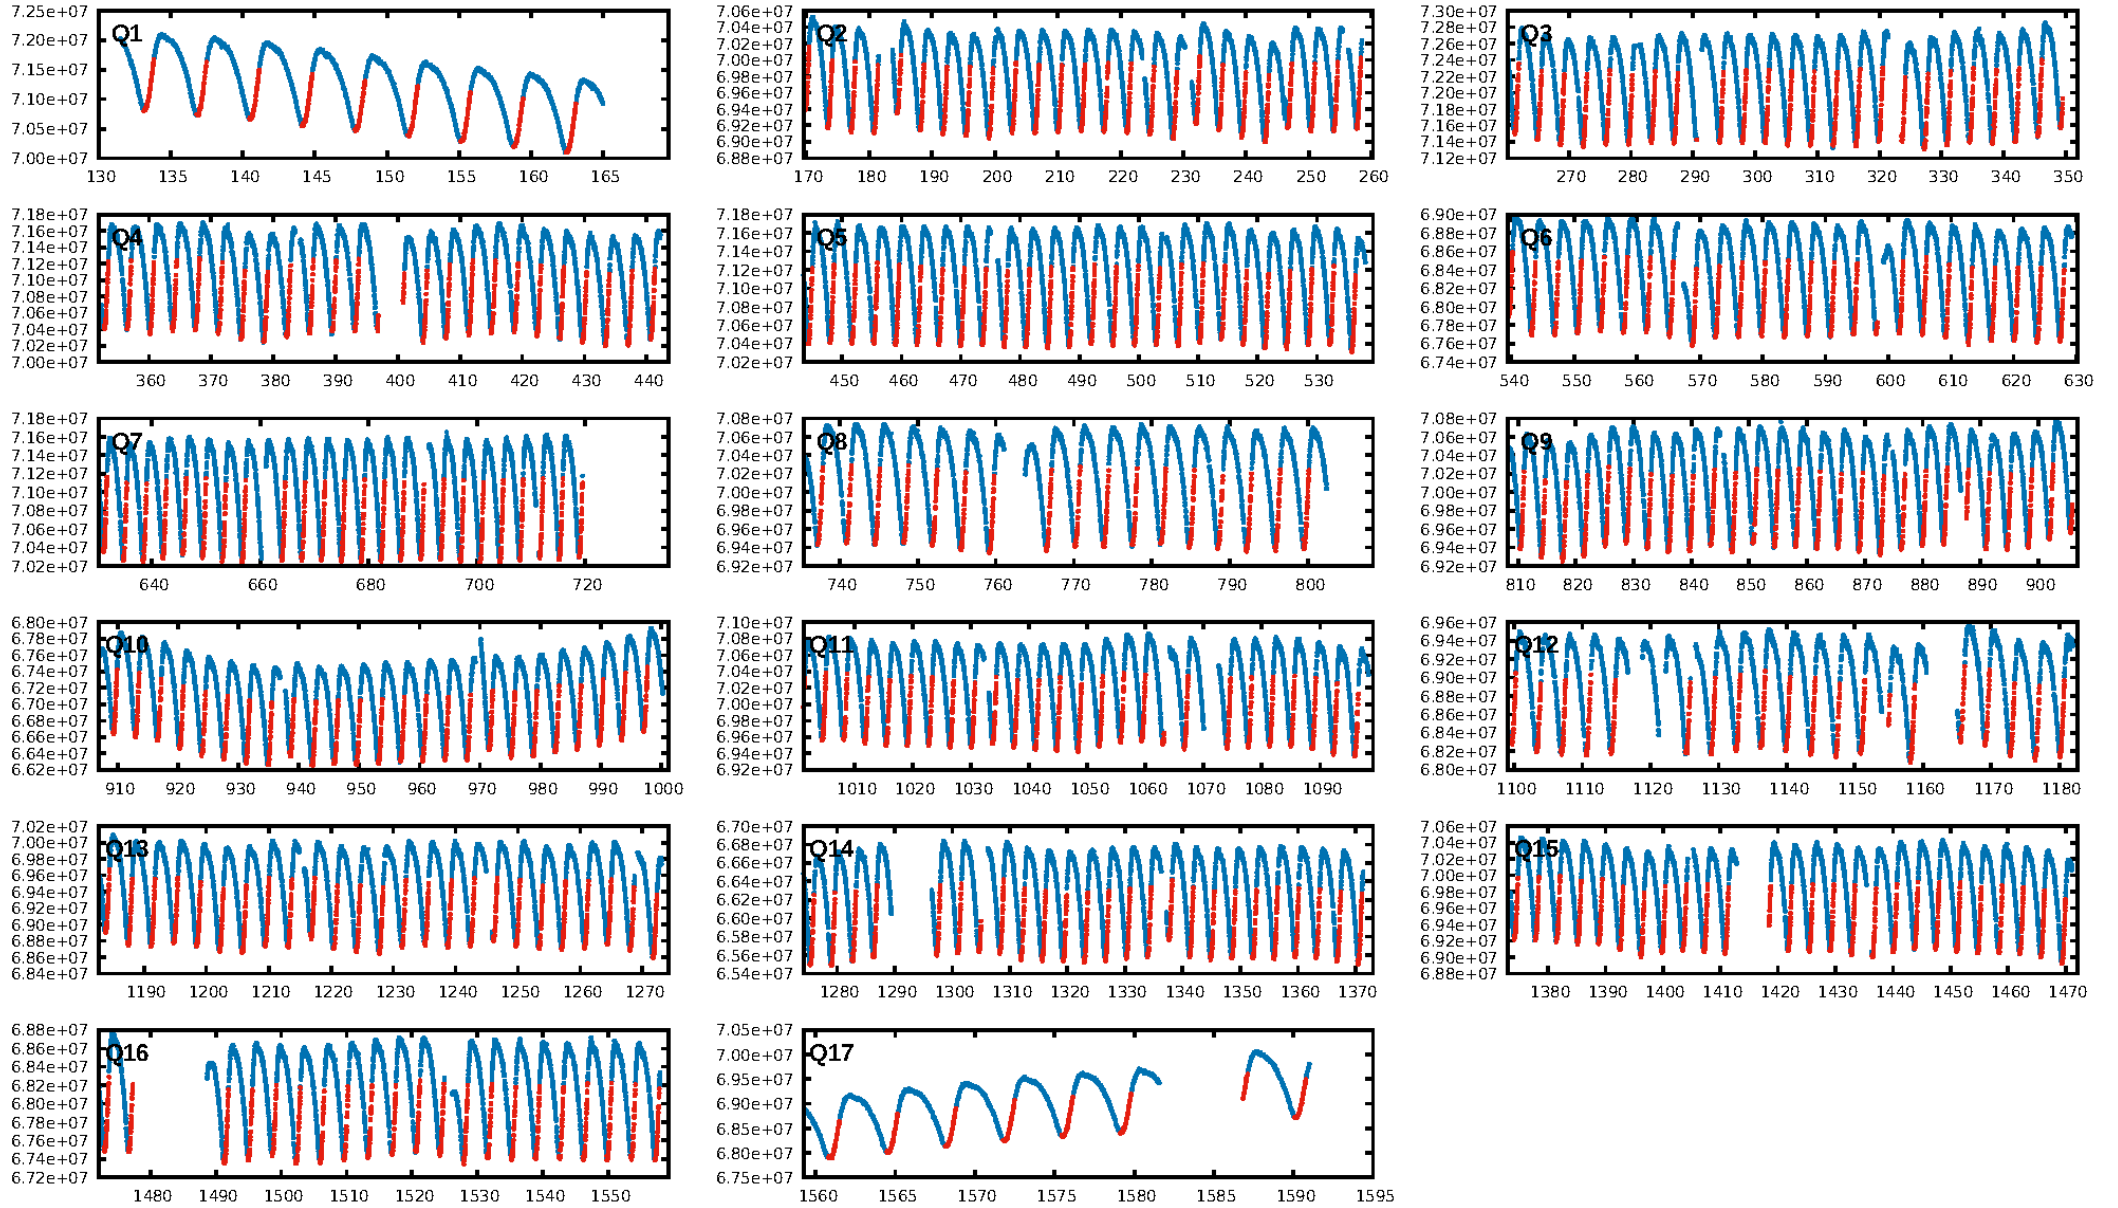 7.25e+07
7.20e+07
7.15e+07
7.10e+07
7.05e+07
7.00e+07
Q1
130 135 140 145 150 155 160 165
7.06e+07
7.04e+07
7.02e+07
7.00e+07
6.98e+07
6.96e+07
6.94e+07
6.92e+07
6.90e+07
6.88e+07
Q2
170 180 190 200 210 220 230 240 250 260
7.30e+07
7.28e+07
7.26e+07
7.24e+07
7.22e+07
7.20e+07
7.18e+07
7.16e+07
7.14e+07
7.12e+07
Q3
270 280 290 300 310 320 330 340 350
7.18e+07
7.16e+07
7.14e+07
7.12e+07
7.10e+07
7.08e+07
7.06e+07
7.04e+07
7.02e+07
7.00e+07
Q4
360 370 380 390 400 410 420 430 440
7.18e+07
7.16e+07
7.14e+07
7.12e+07
7.10e+07
7.08e+07
7.06e+07
7.04e+07
7.02e+07
Q5
450 460 470 480 490 500 510 520 530
6.90e+07
6.88e+07
6.86e+07
6.84e+07
6.82e+07
6.80e+07
6.78e+07
6.76e+07
6.74e+07
Q6
540 550 560 570 580 590 600 610 620 630
7.18e+07
7.16e+07
7.14e+07
7.12e+07
7.10e+07
7.08e+07
7.06e+07
7.04e+07
7.02e+07
Q7
640 660 680 700 720
7.08e+07
7.06e+07
7.04e+07
7.02e+07
7.00e+07
6.98e+07
6.96e+07
6.94e+07
6.92e+07
Q8
740 750 760 770 780 790 800
7.08e+07
7.06e+07
7.04e+07
7.02e+07
7.00e+07
6.98e+07
6.96e+07
6.94e+07
6.92e+07
Q9
810 820 830 840 850 860 870 880 890 900
6.80e+07
6.78e+07
6.76e+07
6.74e+07
6.72e+07
6.70e+07
6.68e+07
6.66e+07
6.64e+07
6.62e+07
Q10
910 920 930 940 950 960 970 980 990 1000
7.10e+07
7.08e+07
7.06e+07
7.04e+07
7.02e+07
7.00e+07
6.98e+07
6.96e+07
6.94e+07
6.92e+07
Q11
1010 1020 1030 1040 1050 1060 1070 1080 1090
6.96e+07
6.94e+07
6.92e+07
6.90e+07
6.88e+07
6.86e+07
6.84e+07
6.82e+07
6.80e+07
Q12
1100 1110 1120 1130 1140 1150 1160 1170 1180
7.02e+07
7.00e+07
6.98e+07
6.96e+07
6.94e+07
6.92e+07
6.90e+07
6.88e+07
6.86e+07
6.84e+07
Q13
1190 1200 1210 1220 1230 1240 1250 1260 1270
6.70e+07
6.68e+07
6.66e+07
6.64e+07
6.62e+07
6.60e+07
6.58e+07
6.56e+07
6.54e+07
Q14
1280 1290 1300 1310 1320 1330 1340 1350 1360 1370
7.06e+07
7.04e+07
7.02e+07
7.00e+07
6.98e+07
6.96e+07
6.94e+07
6.92e+07
6.90e+07
6.88e+07
Q15
1380 1390 1400 1410 1420 1430 1440 1450 1460 1470
6.88e+07
6.86e+07
6.84e+07
6.82e+07
6.80e+07
6.78e+07
6.76e+07
6.74e+07
6.72e+07
Q16
1480 1490 1500 1510 1520 1530 1540 1550
7.05e+07
7.00e+07
6.95e+07
6.90e+07
6.85e+07
6.80e+07
6.75e+07
Q17
1560 1565 1570 1575 1580 1585 1590 1595